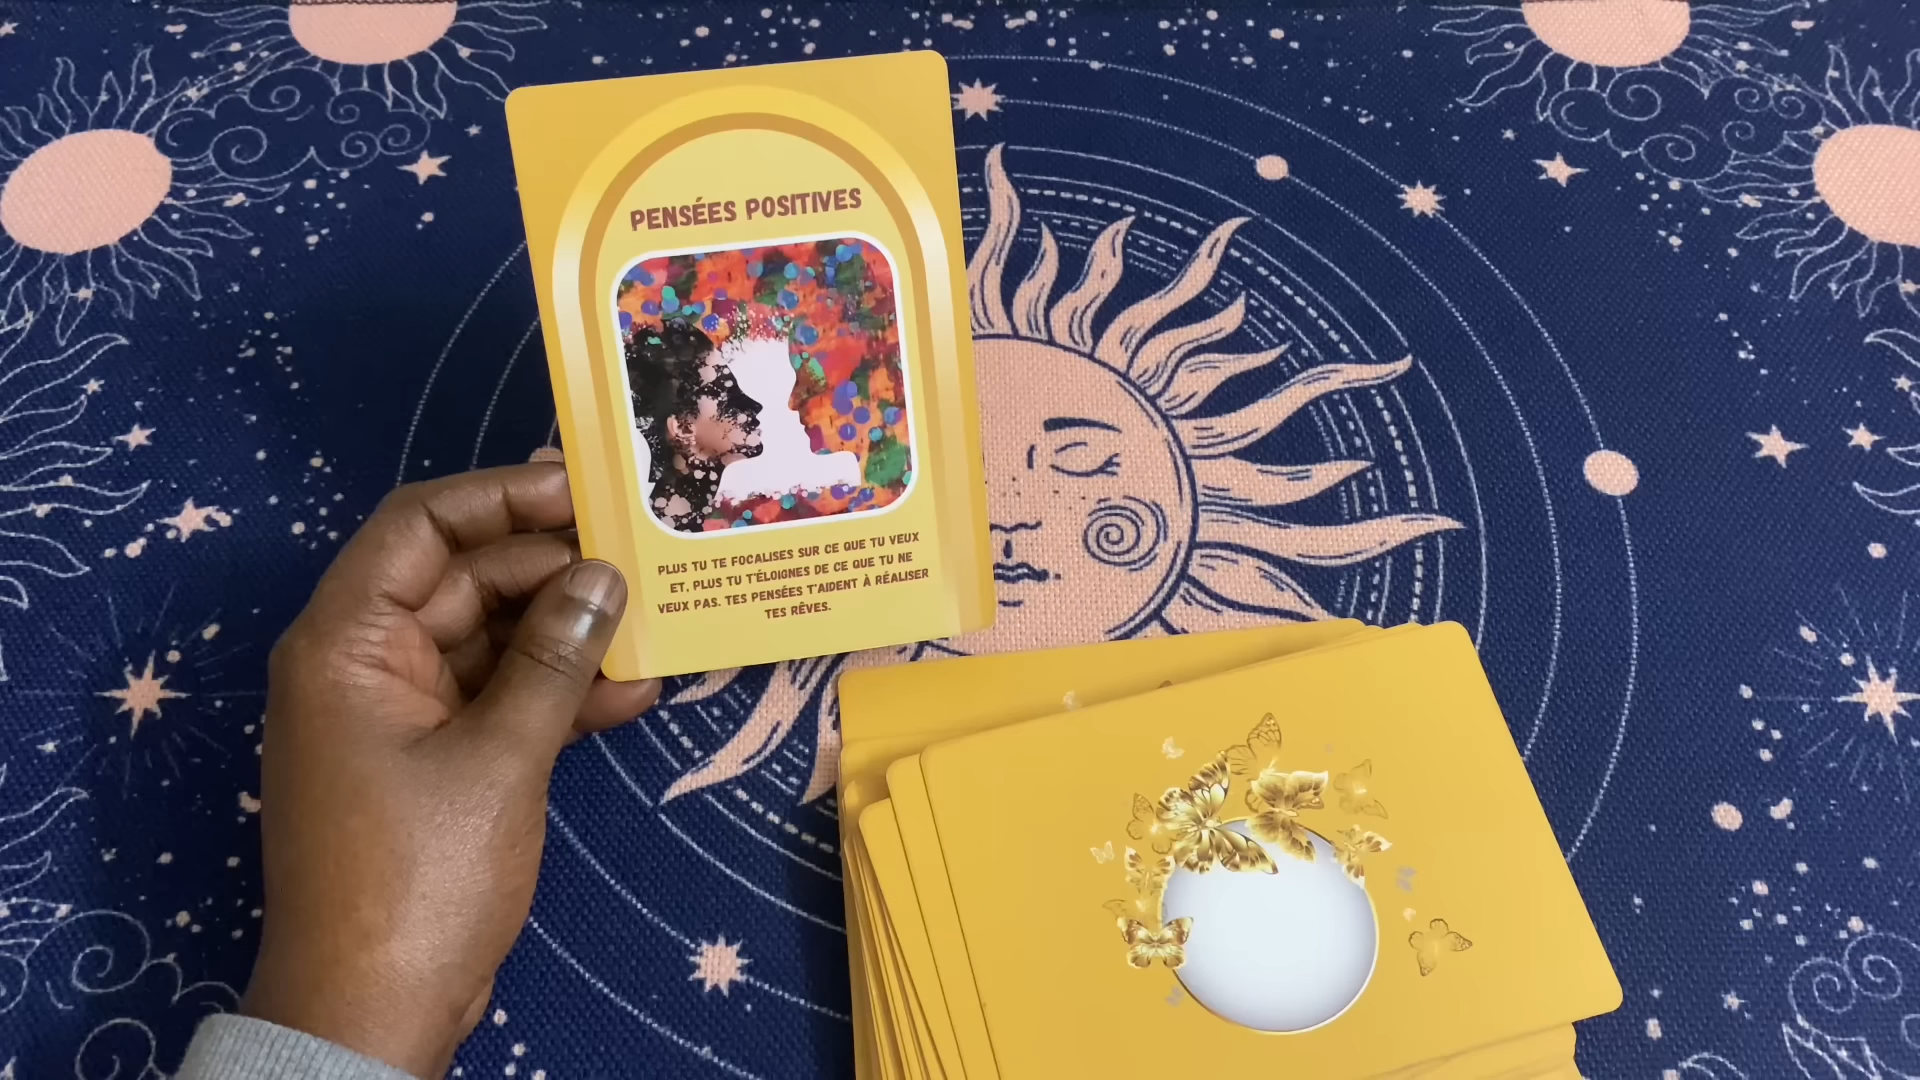 PENSÉES POSITIVES
PLUS TU TE FOCALISES SUR CE QUE TU VEUX
ET, PLUS TU T'ÉLOIGNES DE CE QUE TU NE
VEUX PAS. TES PENSÉES T'AIDENT À RÉALISER
TES RÊVES.